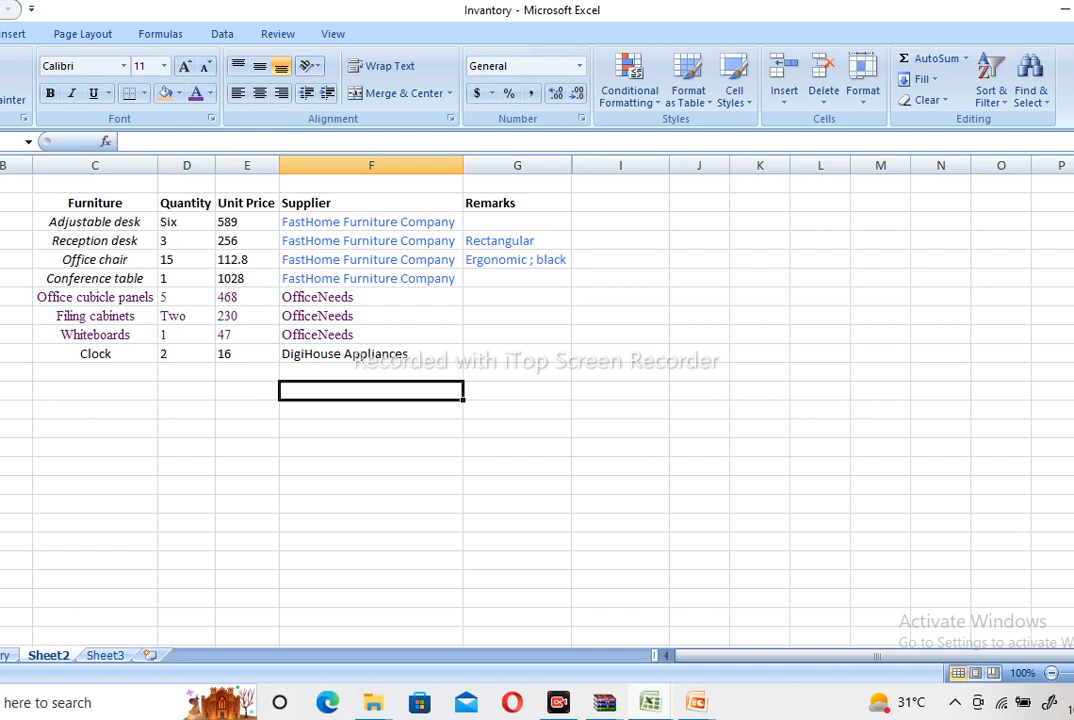 Invantory - Microsoft Excel
nsert Page Layout Formulas Data Review View
Calibri 11 A A Wrap Text General Conditional Formatting Format as Table Cell Styles Insert Delete Format Σ AutoSum Fill Clear Sort & Filter Find & Select
ainter B I U A Merge & Center $ % ,
Font Alignment Number Styles Cells Editing
fx
B C D E F G I J K L M N O P
Furniture Quantity Unit Price Supplier Remarks
Adjustable desk Six 589 FastHome Furniture Company
Reception desk 3 256 FastHome Furniture Company Rectangular
Office chair 15 112.8 FastHome Furniture Company Ergonomic ; black
Conference table 1 1028 FastHome Furniture Company
Office cubicle panels 5 468 OfficeNeeds
Filing cabinets Two 230 OfficeNeeds
Whiteboards 1 47 OfficeNeeds
Clock 2 16 DigiHouse Appliances
Recorded with iTop Screen Recorder
Activate Windows
Go to Settings to activate W
ry Sheet2 Sheet3
100%
here to search 31°C